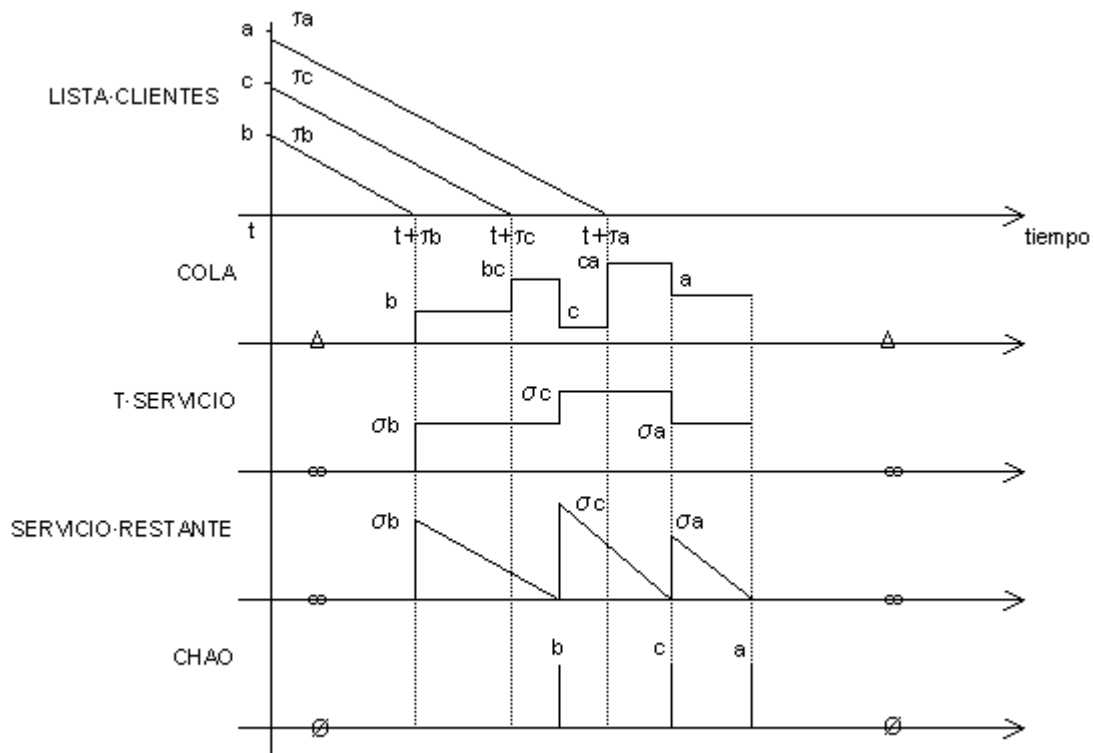 a τa
c τc
LISTA·CLIENTES
b τb
t t+τb t+τc t+τa tiempo
COLA
b bc c ca a
Δ Δ
T·SERVICIO
σb σc σa
∞ ∞
SERVICIO·RESTANTE
σb σc σa
∞ ∞
CHAO
b c a
Ø Ø